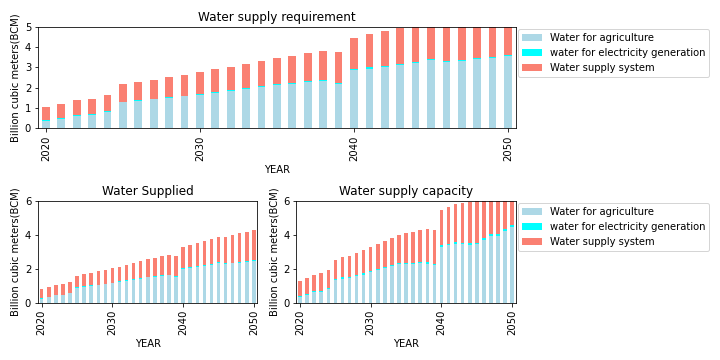 Water supply requirement
Billion cubic meters(BCM)
5
4
3
2
1
0
2020
2030
2040
2050
YEAR
Water for agriculture
water for electricity generation
Water supply system
Water Supplied
Billion cubic meters(BCM)
6
4
2
0
2020
2030
2040
2050
YEAR
Water supply capacity
Billion cubic meters(BCM)
6
4
2
0
2020
2030
2040
2050
YEAR
Water for agriculture
water for electricity generation
Water supply system